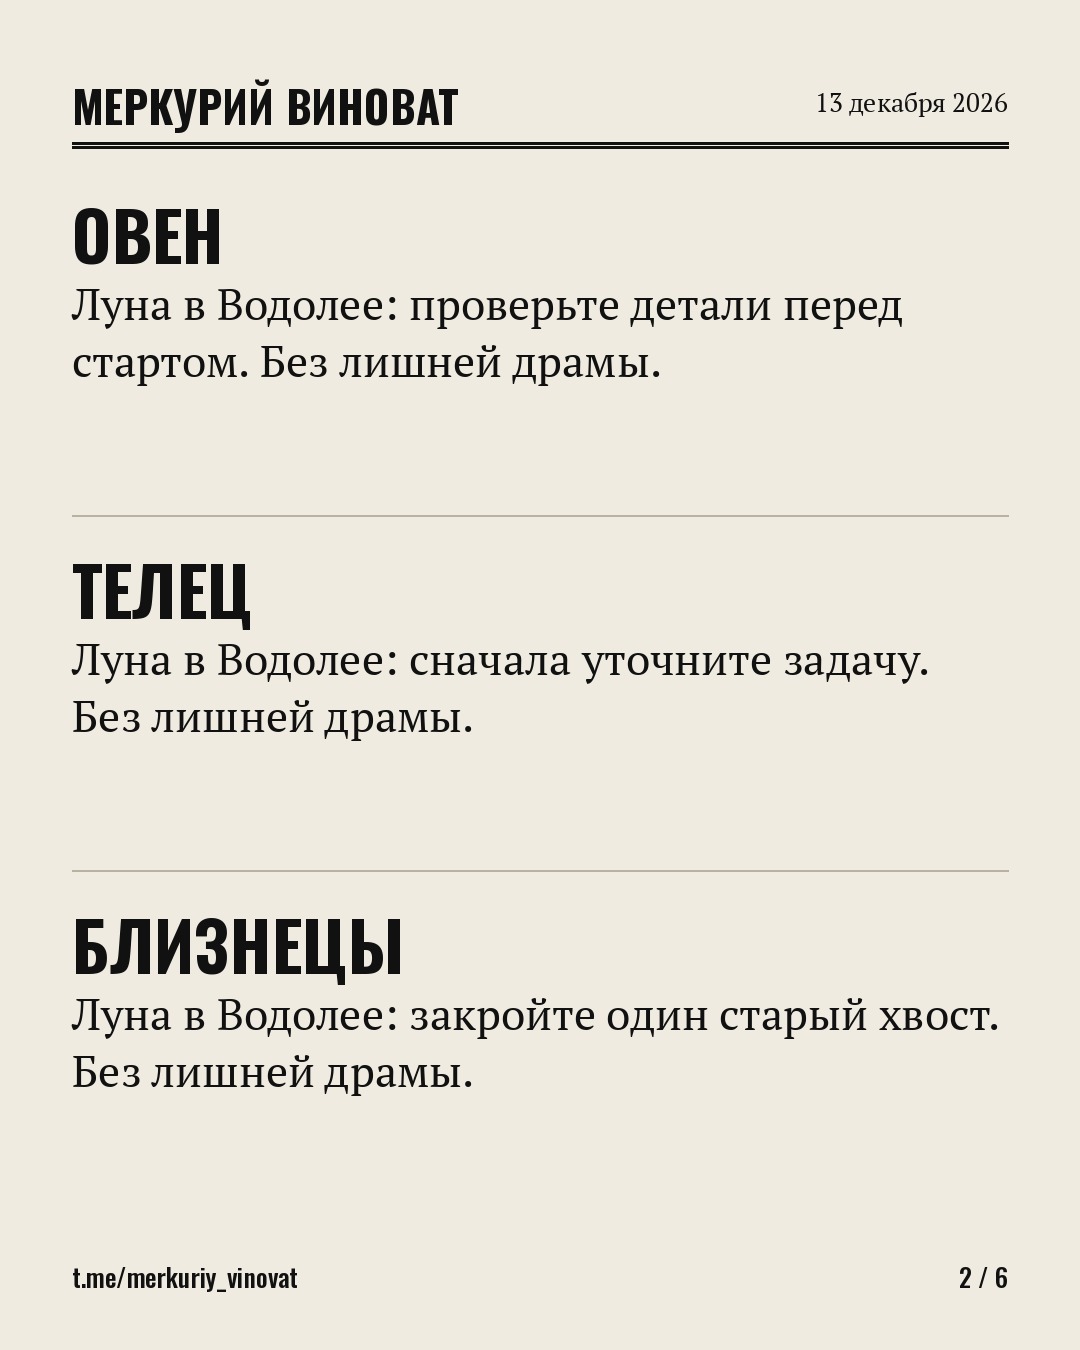 МЕРКУРИЙ ВИНОВАТ
13 декабря 2026
ОВЕН
Луна в Водолее: проверьте детали перед
стартом. Без лишней драмы.
ТЕЛЕЦ
Луна в Водолее: сначала уточните задачу.
Без лишней драмы.
БЛИЗНЕЦЫ
Луна в Водолее: закройте один старый хвост.
Без лишней драмы.
t.me/merkuriy_vinovat
2 / 6